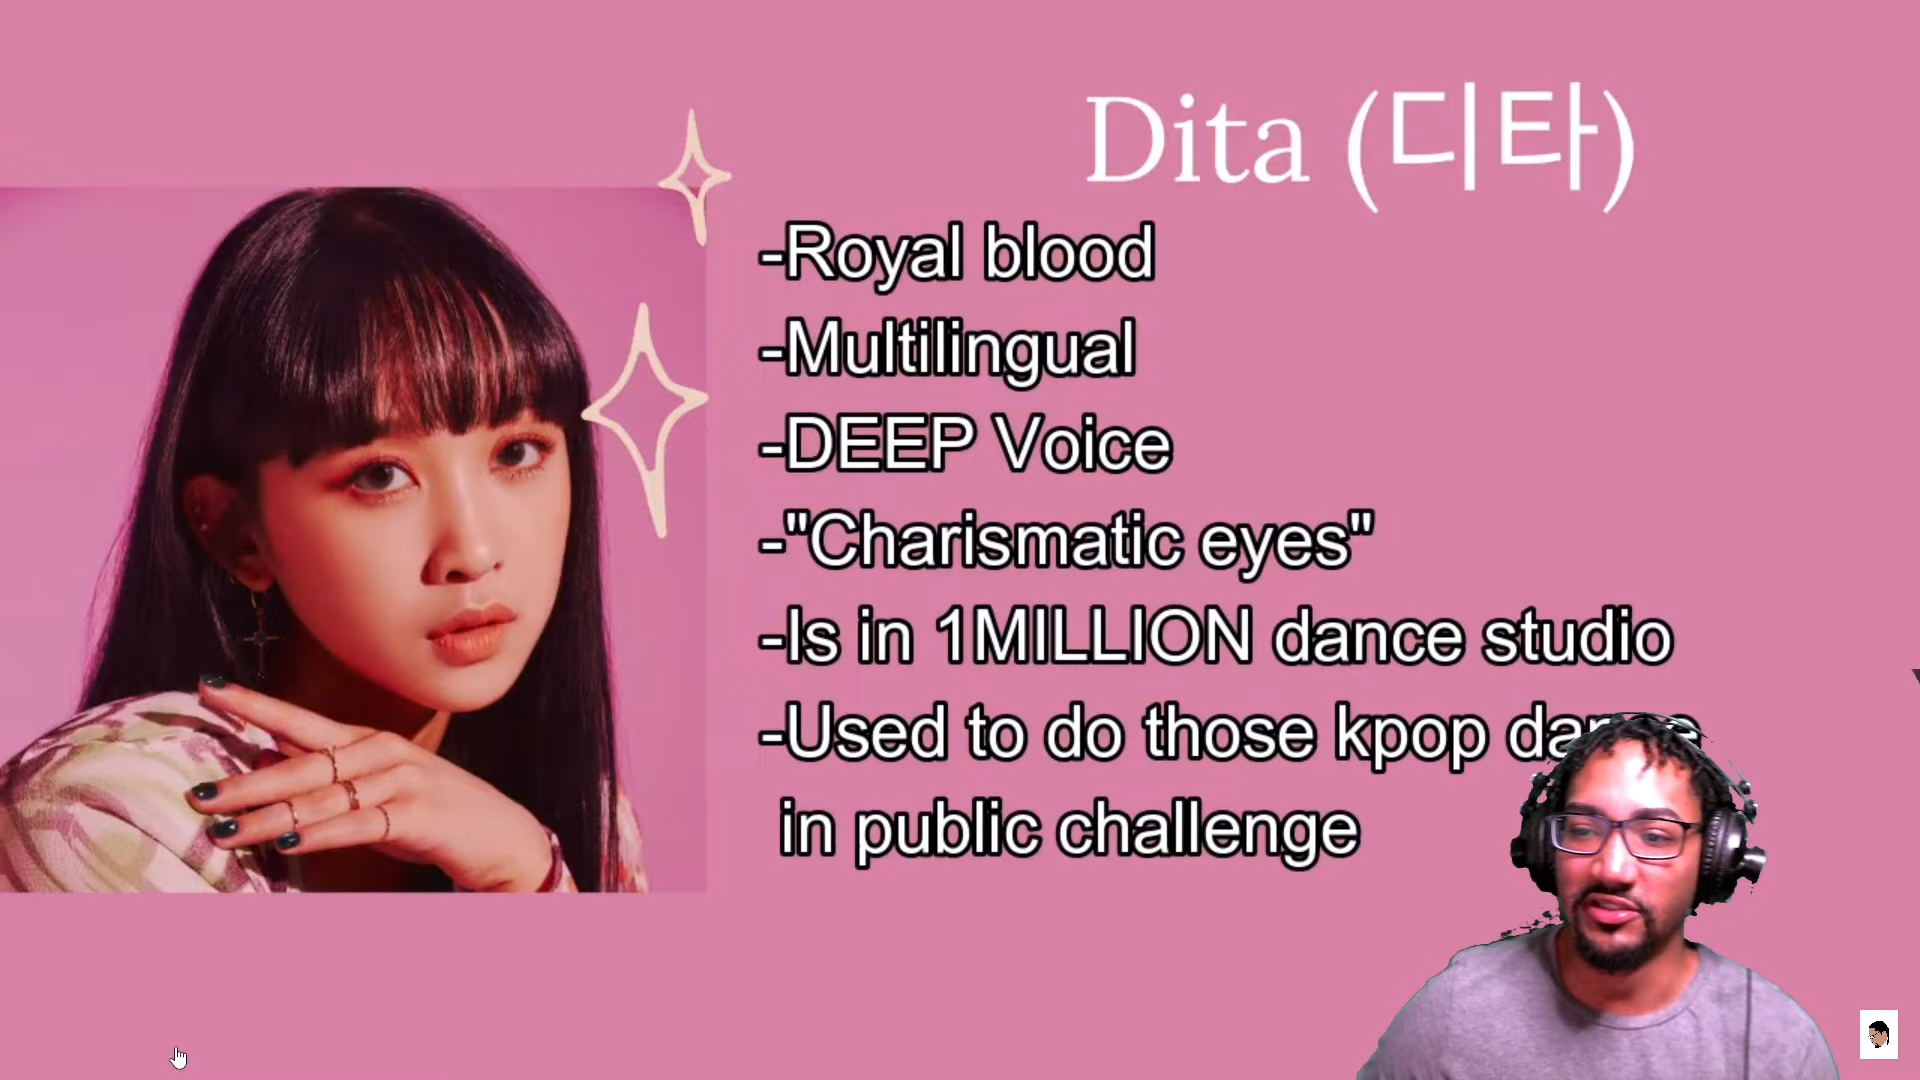 Dita (디타)
-Royal blood
-Multilingual
-DEEP Voice
-"Charismatic eyes"
-Is in 1MILLION dance studio
-Used to do those kpop dance
in public challenge